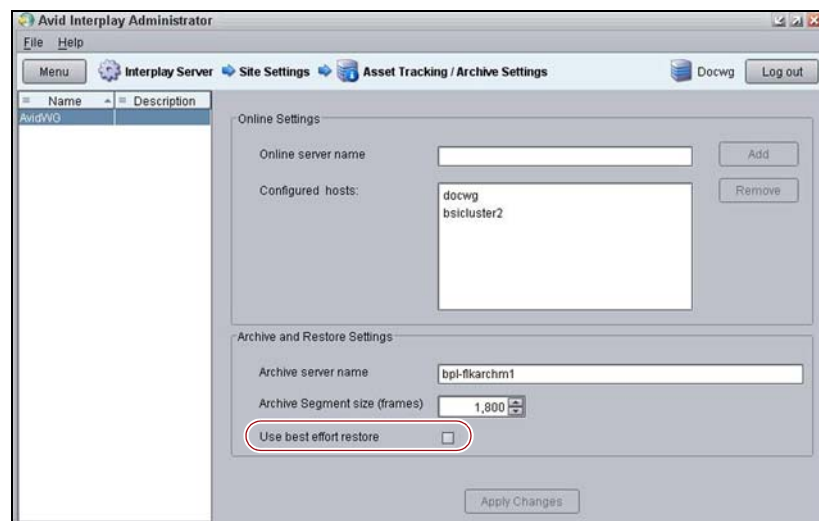 Avid Interplay Administrator
File Help
Menu Interplay Server Site Settings Asset Tracking / Archive Settings Docwg Log out
Name Description
AvidWG
Online Settings
Online server name Add
Configured hosts: Remove
docwg
bsicluster2
Archive and Restore Settings
Archive server name bpl-flkarchm1
Archive Segment size (frames) 1,800
Use best effort restore
Apply Changes